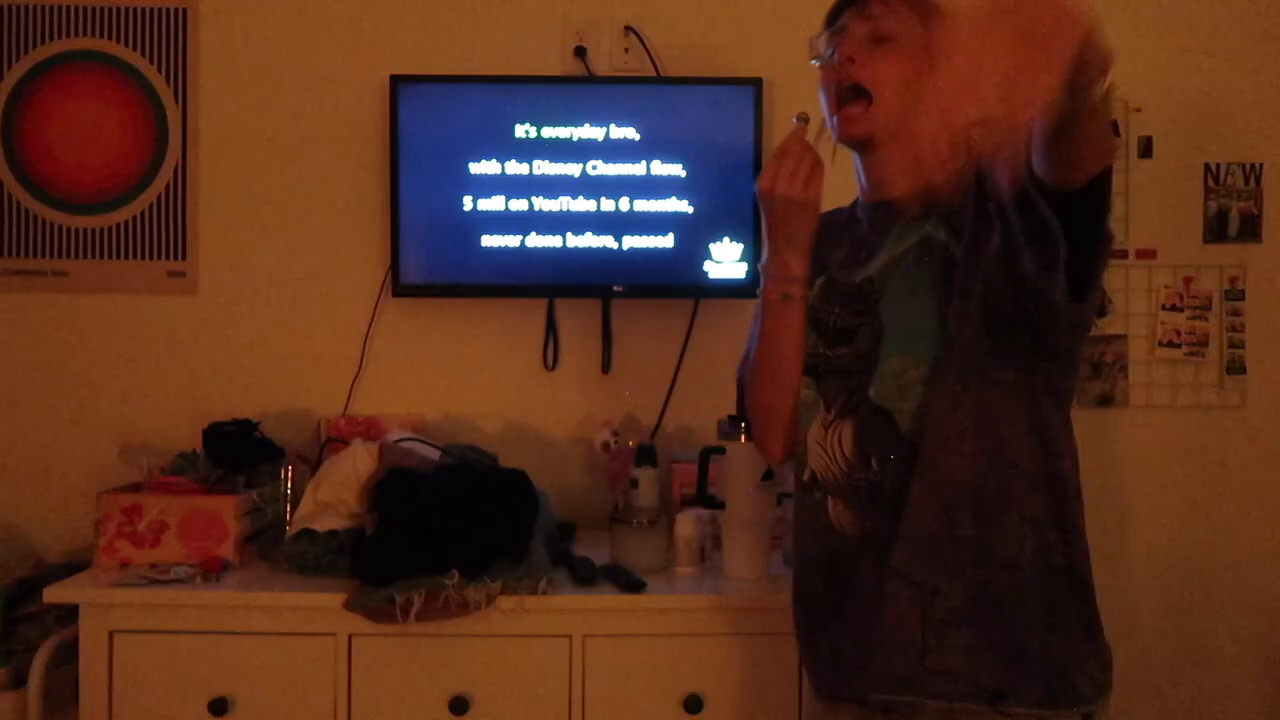 It's everyday bro,
with the Disney Channel flow,
5 mill on YouTube in 6 months,
never done before, passed
NEW